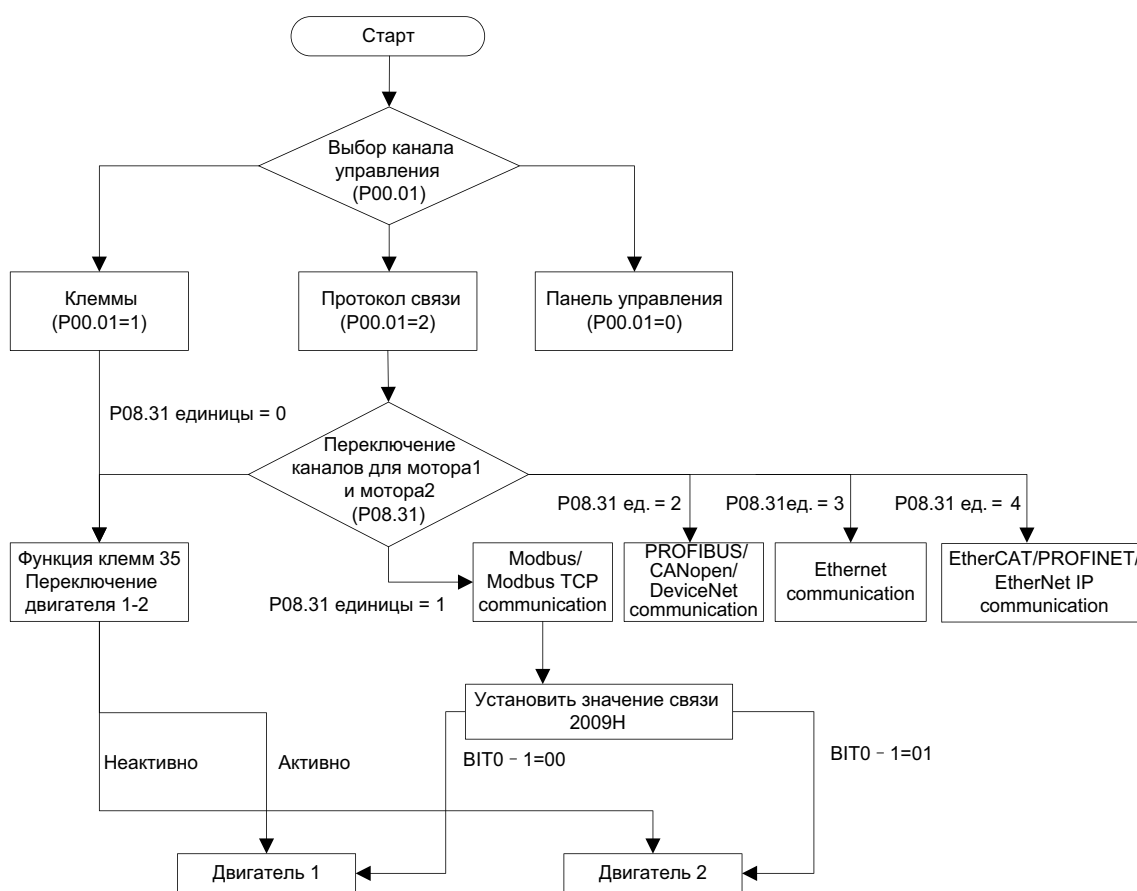 Старт
Выбор канала
управления
(P00.01)
Клеммы
(P00.01=1)
Протокол связи
(P00.01=2)
Панель управления
(P00.01=0)
P08.31 единицы = 0
Переключение
каналов для мотора1
и мотора2
(P08.31)
P08.31 ед. = 2
P08.31ед. = 3
P08.31 ед. = 4
Функция клемм 35
Переключение
двигателя 1-2
P08.31 единицы = 1
Modbus/
Modbus TCP
communication
PROFIBUS/
CANopen/
DeviceNet
communication
Ethernet
communication
EtherCAT/PROFINET/
EtherNet IP
communication
Установить значение связи
2009H
Неактивно
Активно
BIT0 - 1=00
BIT0 - 1=01
Двигатель 1
Двигатель 2